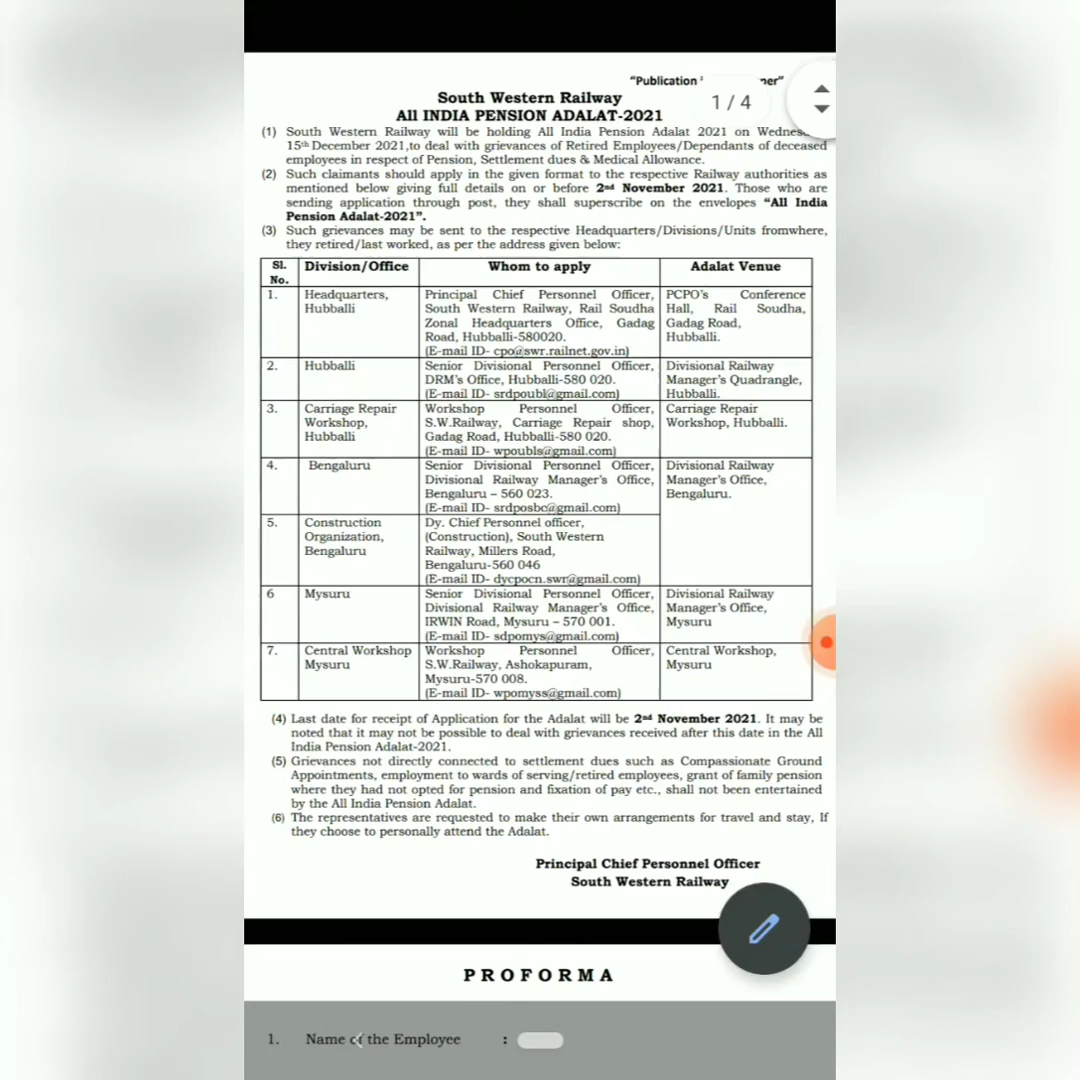 "Publication
ner"
South Western Railway
1 / 4
All INDIA PENSION ADALAT-2021
(1) South Western Railway will be holding All India Pension Adalat 2021 on
15th December 2021,to deal with grievances of Retired Employees/Dependants of deceased
employees in respect of Pension, Settlement dues & Medical Allowance.
(2) Such claimants should apply in the given format to the respective Railway authorities as
mentioned below giving full details on or before 2nd November 2021. Those who are
sending application through post, they shall superscribe on the envelopes "All India
Pension Adalat-2021".
(3) Such grievances may be sent to the respective Headquarters/Divisions/Units fromwhere,
they retired/last worked, as per the address given below:
Sl. No. Division/Office Whom to apply Adalat Venue
1. Headquarters, Hubballi
Principal Chief Personnel Officer,
South Western Railway, Rail Soudha
Zonal Headquarters Office, Gadag
Road, Hubballi-580020.
(E-mail ID- cpo@swr.railnet.gov.in)
PCPO's Conference
Hall, Rail Soudha,
Gadag Road,
Hubballi.
2. Hubballi
Senior Divisional Personnel Officer,
DRM's Office, Hubballi-580 020.
(E-mail ID- srdpoubl@gmail.com)
Divisional Railway
Manager's Quadrangle,
Hubballi.
3. Carriage Repair
Workshop,
Hubballi
Workshop Personnel Officer,
S.W.Railway, Carriage Repair shop,
Gadag Road, Hubballi-580 020.
(E-mail ID- wpoubls@gmail.com)
Carriage Repair
Workshop, Hubballi.
4. Bengaluru
Senior Divisional Personnel Officer,
Divisional Railway Manager's Office,
Bengaluru – 560 023.
(E-mail ID- srdposbc@gmail.com)
Divisional Railway
Manager's Office,
Bengaluru.
5. Construction
Organization,
Bengaluru
Dy. Chief Personnel officer,
(Construction), South Western
Railway, Millers Road,
Bengaluru-560 046
(E-mail ID- dycpocn.swr@gmail.com)
6 Mysuru
Senior Divisional Personnel Officer,
Divisional Railway Manager's Office,
IRWIN Road, Mysuru – 570 001.
(E-mail ID- sdpomys@gmail.com)
Divisional Railway
Manager's Office,
Mysuru
7. Central Workshop
Mysuru
Workshop Personnel Officer,
S.W.Railway, Ashokapuram,
Mysuru-570 008.
(E-mail ID- wpomyss@gmail.com)
Central Workshop,
Mysuru
(4) Last date for receipt of Application for the Adalat will be 2nd November 2021. It may be
noted that it may not be possible to deal with grievances received after this date in the All
India Pension Adalat-2021.
(5) Grievances not directly connected to settlement dues such as Compassionate Ground
Appointments, employment to wards of serving/retired employees, grant of family pension
where they had not opted for pension and fixation of pay etc., shall not been entertained
by the All India Pension Adalat.
(6) The representatives are requested to make their own arrangements for travel and stay, If
they choose to personally attend the Adalat.
Principal Chief Personnel Officer
South Western Railway
PROFORMA
1. Name of the Employee :